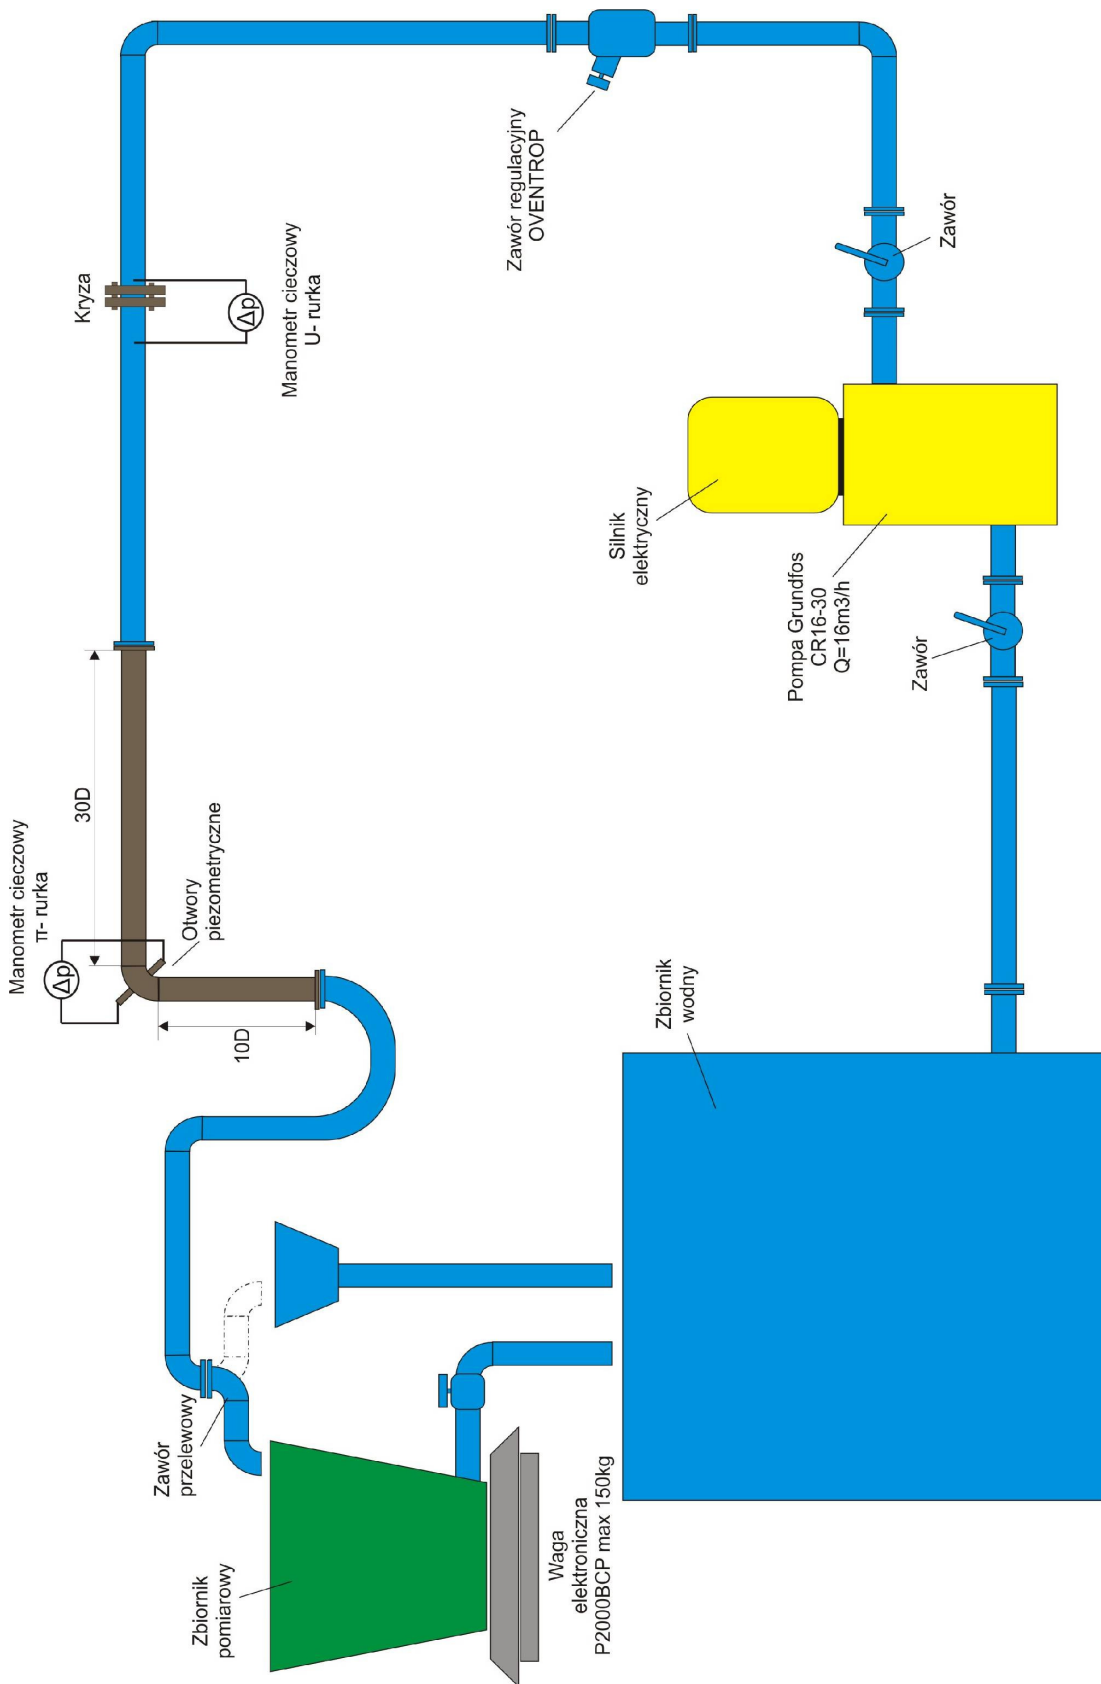 Manometr cieczowy
π- rurka
Δp
30D
Otwory
piezometryczne
10D
Kryza
Δp
Manometr cieczowy
U- rurka
Zawór regulacyjny
OVENTROP
Zawór
Silnik
elektryczny
Pompa Grundfos
CR16-30
Q=16m3/h
Zawór
Zbiornik
wodny
Zawór
przelewowy
Zbiornik
pomiarowy
Waga
elektroniczna
P2000BCP max 150kg